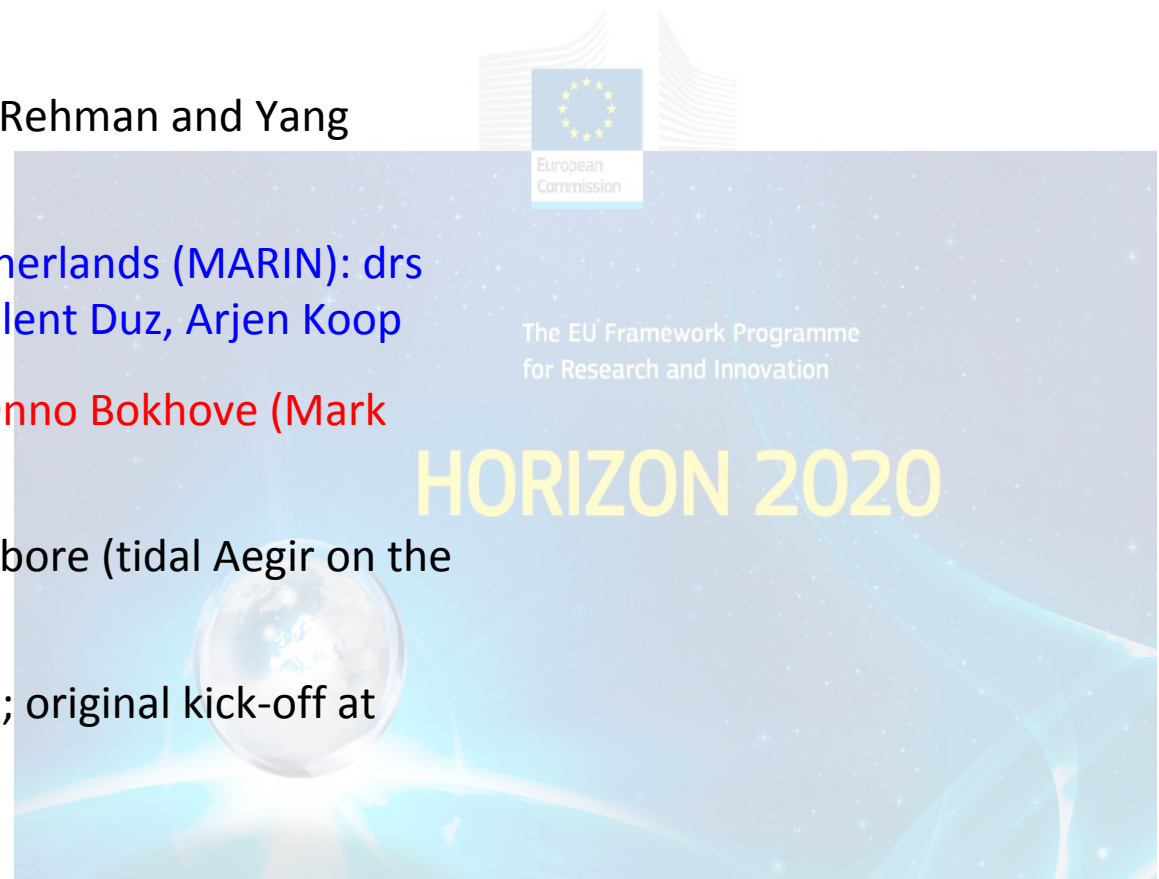 Rehman and Yang
European
Commission
herlands (MARIN): drs
lent Duz, Arjen Koop
The EU Framework Programme
for Research and Innovation
nno Bokhove (Mark
HORIZON 2020
bore (tidal Aegir on the
; original kick-off at